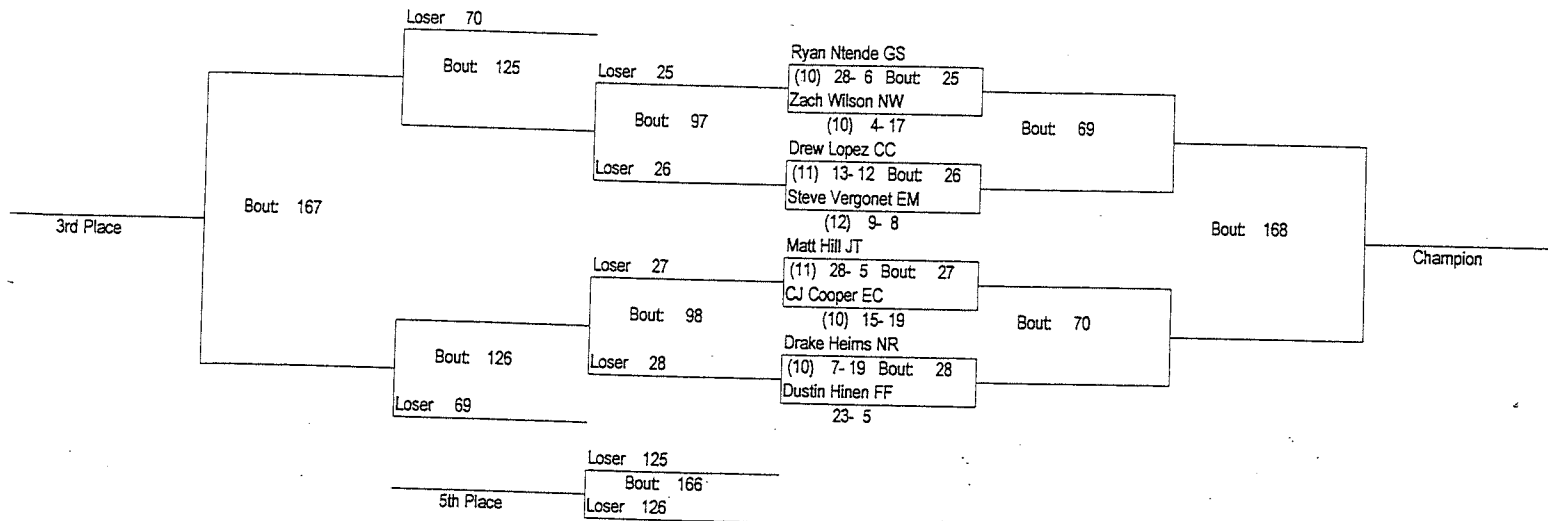 Loser 70
Bout: 125
Loser 25
Bout: 97
Loser 26
Ryan Ntende GS
(10) 28- 6 Bout: 25
Zach Wilson NW
(10) 4- 17
Bout: 69
Drew Lopez CC
(11) 13- 12 Bout: 26
Steve Vergonet EM
(12) 9- 8
Bout: 167
3rd Place
Bout: 168
Champion
Loser 27
Bout: 98
Loser 28
Matt Hill JT
(11) 28- 5 Bout: 27
CJ Cooper EC
(10) 15- 19
Bout: 70
Drake Heims NR
(10) 7- 19 Bout: 28
Dustin Hinen FF
23- 5
Bout: 126
Loser 69
Loser 125
Bout: 166
5th Place
Loser 126